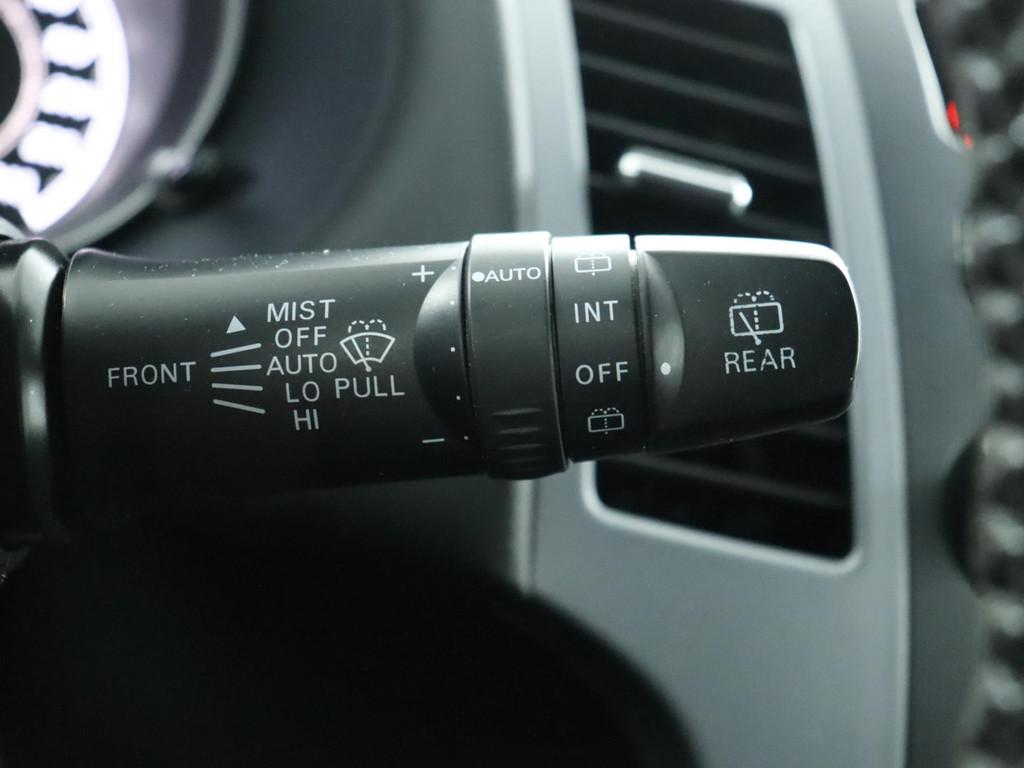 FRONT
MIST
OFF
AUTO
LO PULL
HI
+
−
●AUTO
INT
OFF
REAR